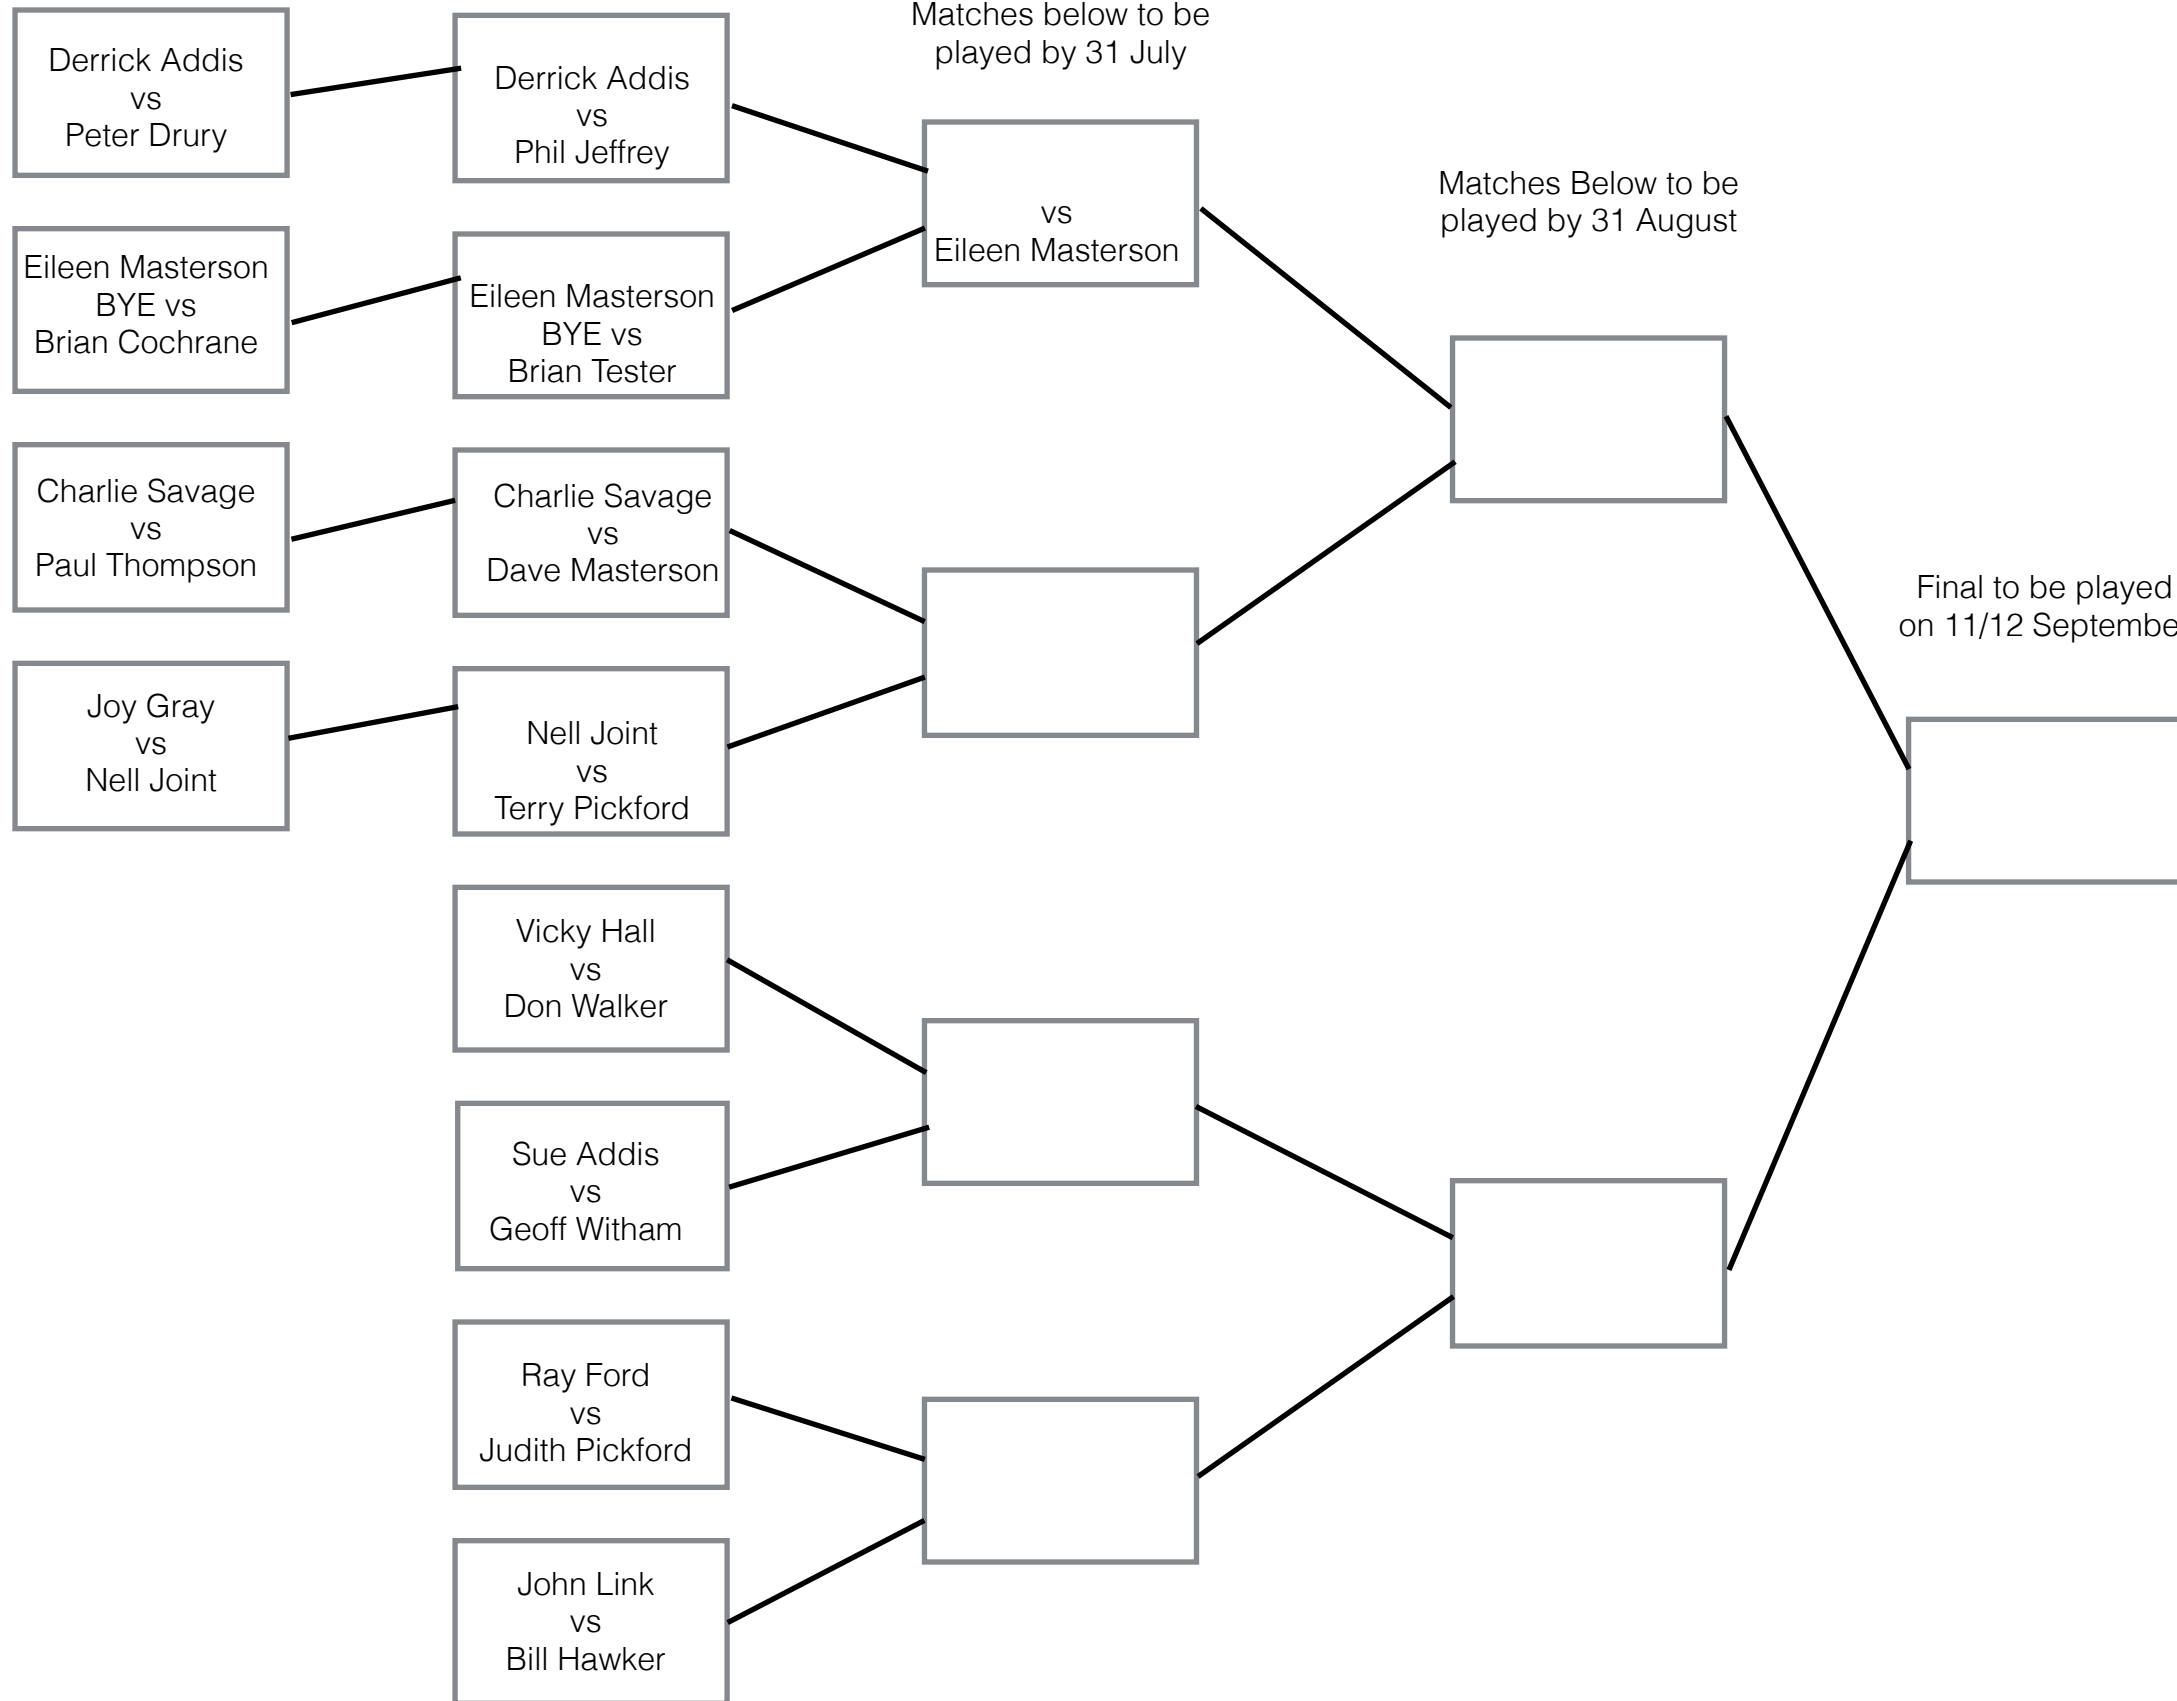 Derrick Addis
vs
Peter Drury
Eileen Masterson
BYE vs
Brian Cochrane
Charlie Savage
vs
Paul Thompson
Joy Gray
vs
Nell Joint
Derrick Addis
vs
Phil Jeffrey
Eileen Masterson
BYE vs
Brian Tester
Charlie Savage
vs
Dave Masterson
Nell Joint
vs
Terry Pickford
Vicky Hall
vs
Don Walker
Sue Addis
vs
Geoff Witham
Ray Ford
vs
Judith Pickford
John Link
vs
Bill Hawker
Matches below to be
played by 31 July
vs
Eileen Masterson
Matches Below to be
played by 31 August
Final to be played
on 11/12 Septembe